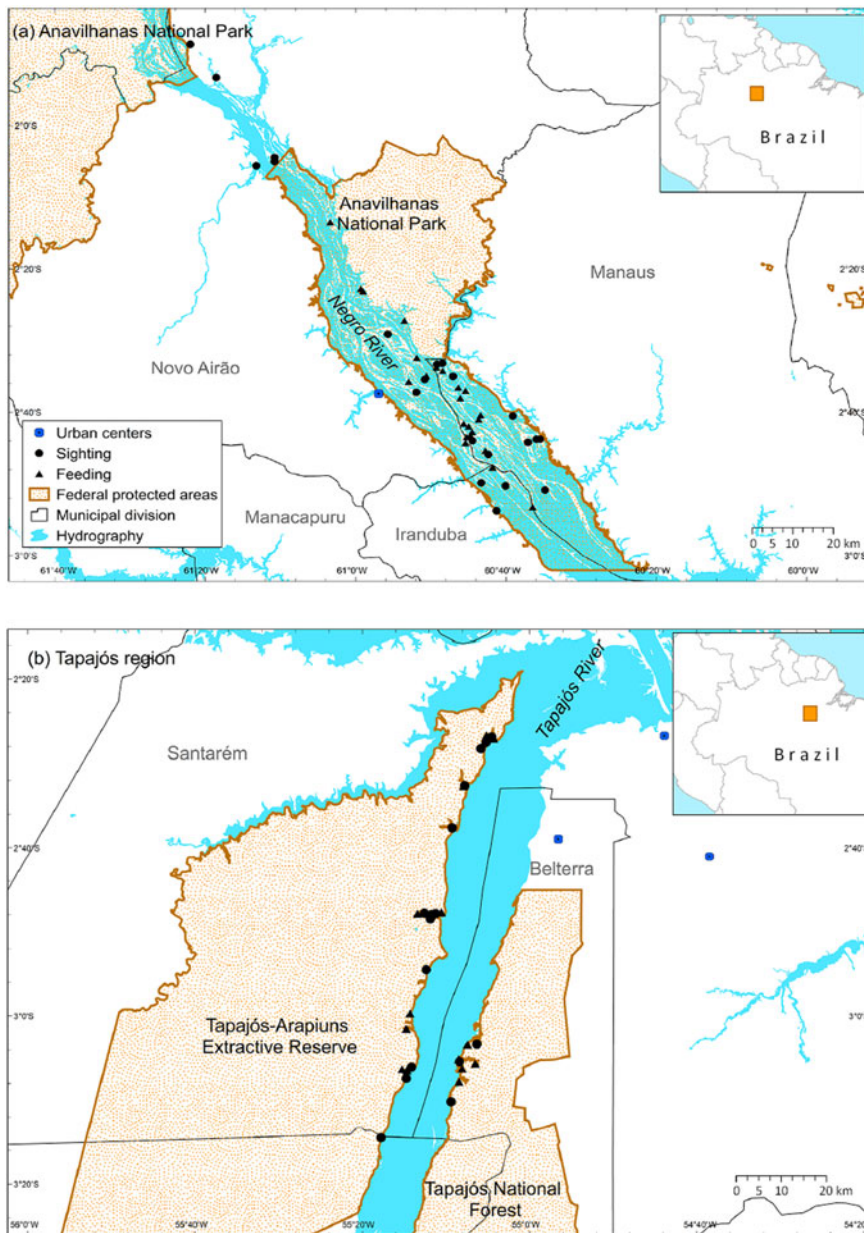 (a) Anavilhanas National Park
Brazil
2°0'S
Anavilhanas
National Park
Manaus
2°20'S
2°20'S
Negro River
Novo Airão
2°40'S
2°40'S
Urban centers
Sighting
Feeding
Federal protected areas
Municipal division
Hydrography
Manacapuru
Iranduba
0 5 10 20 km
3°0'S
3°0'S
61°40'W
61°20'W
61°0'W
60°40'W
60°20'W
60°0'W
(b) Tapajós region
2°20'S
Tapajós River
Brazil
Santarém
2°40'S
Belterra
2°40'S
3°0'S
3°0'S
Tapajós-Arapiuns
Extractive Reserve
3°20'S
Tapajós National
Forest
0 5 10 20 km
56°0'W
55°20'W
55°0'W
54°40'W
54°20'W